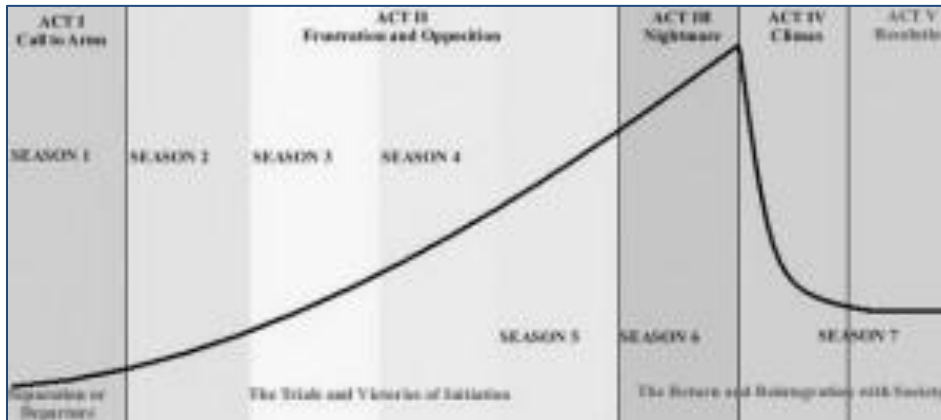 ACT I
Call to Arms
ACT II
Frustration and Opposition
ACT III
Nightmare
ACT IV
Climax
ACT V
SEASON 1
SEASON 2
SEASON 3
SEASON 4
SEASON 5
SEASON 6
SEASON 7
Separation or
Departure
The Trials and Victories of Initiation
The Return and Reintegration with Society